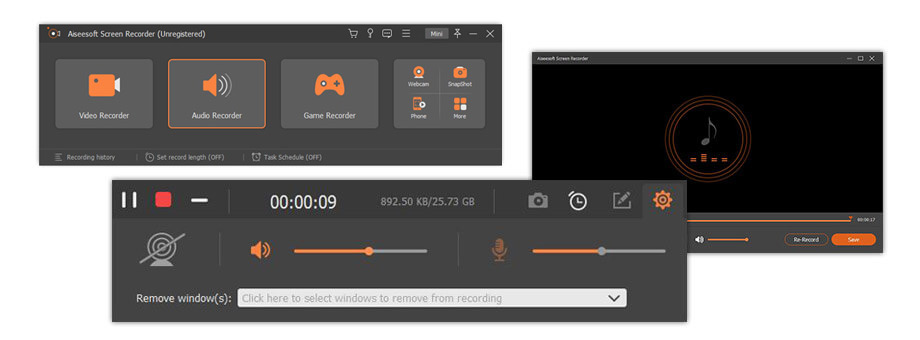 Aiseesoft Screen Recorder (Unregistered)
Mini
Video Recorder
Audio Recorder
Game Recorder
Webcam
SnapShot
Phone
More
Recording history
Set record length (OFF)
Task Schedule (OFF)
Aiseesoft Screen Recorder
00:04:17
Re-Record
Save
00:00:09
892.50 KB/25.73 GB
Remove window(s):
Click here to select windows to remove from recording